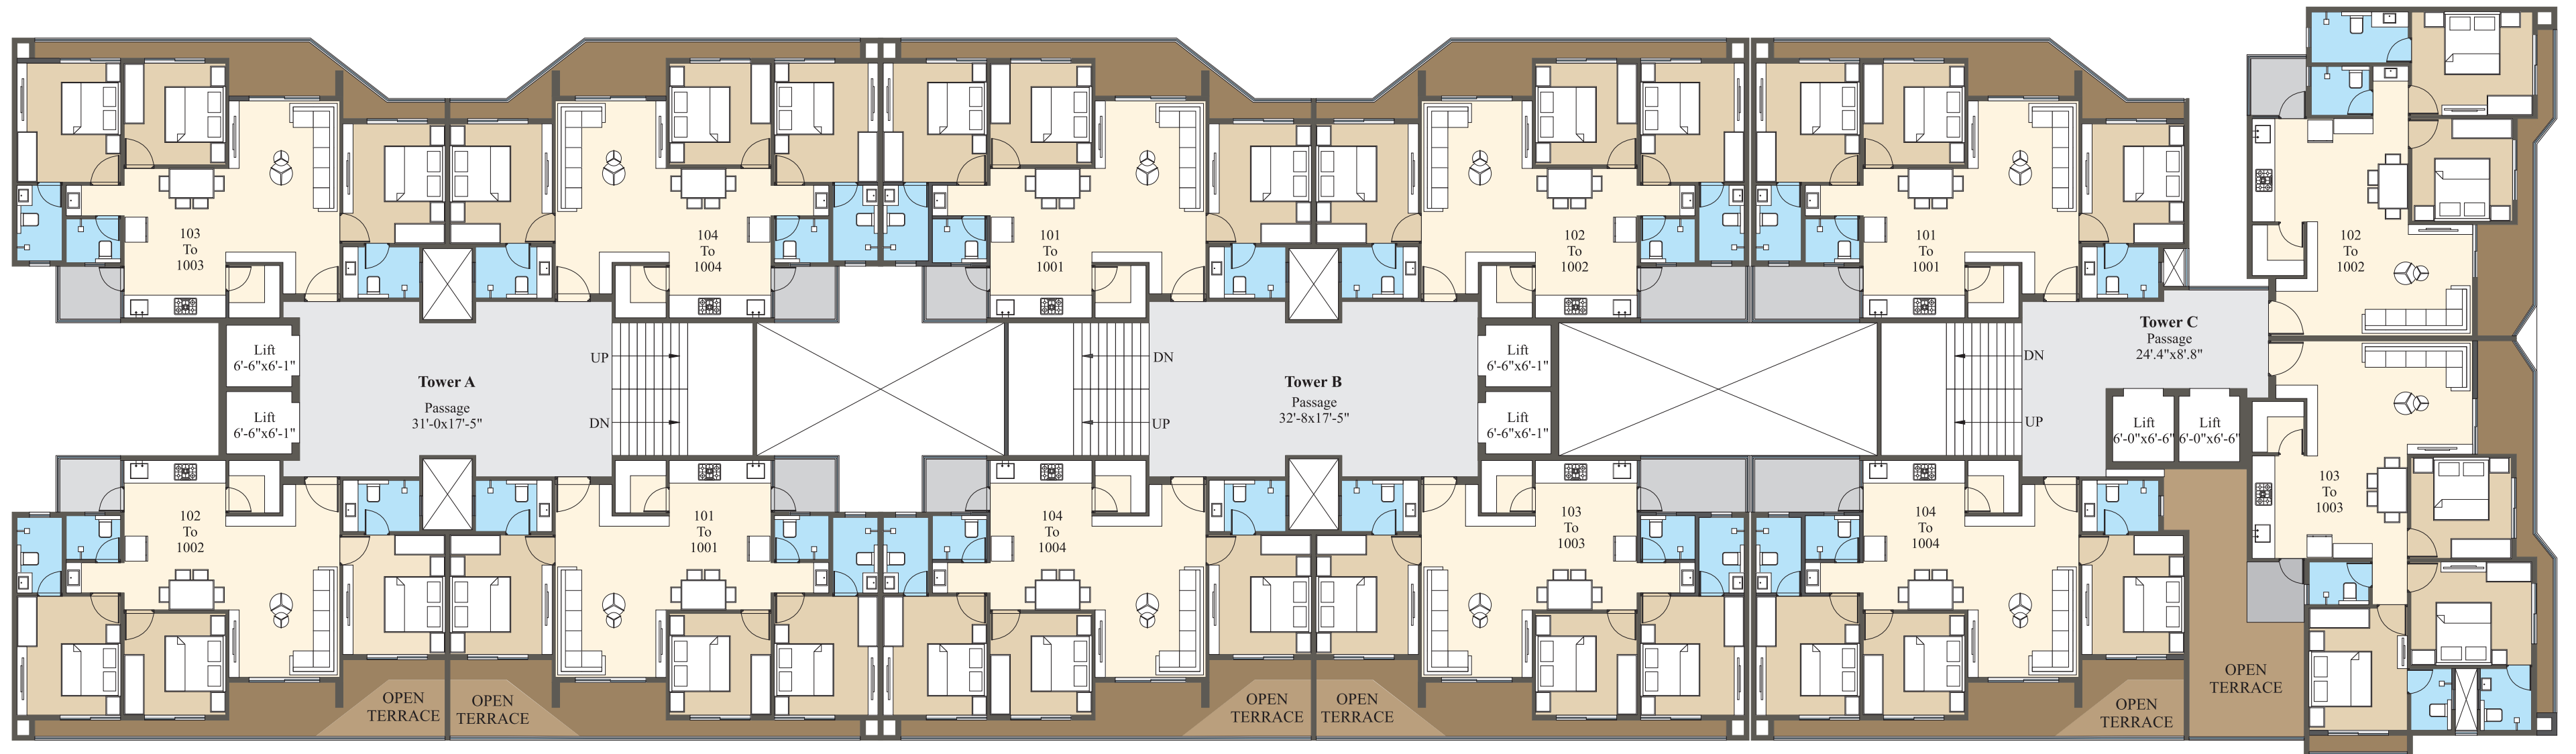 103
To
1003
104
To
1004
101
To
1001
102
To
1002
101
To
1001
102
To
1002
Lift
6'-6"x6'-1"
Lift
6'-6"x6'-1"
Tower A
Passage
31'-0x17'-5"
UP
DN
DN
UP
Tower B
Passage
32'-8x17'-5"
Lift
6'-6"x6'-1"
Lift
6'-6"x6'-1"
DN
UP
Tower C
Passage
24'.4"x8'.8"
Lift
6'-0"x6'-6"
Lift
6'-0"x6'-6"
102
To
1002
101
To
1001
104
To
1004
103
To
1003
104
To
1004
103
To
1003
OPEN
TERRACE
OPEN
TERRACE
OPEN
TERRACE
OPEN
TERRACE
OPEN
TERRACE
OPEN
TERRACE